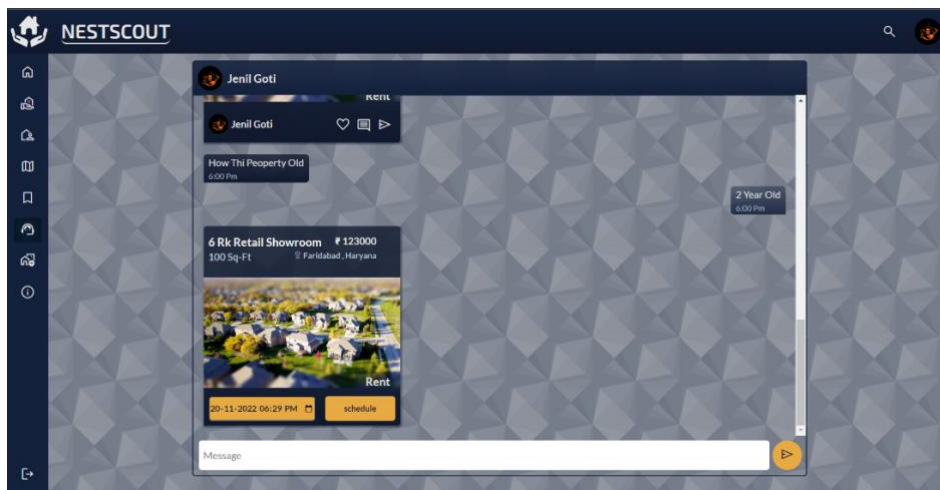 NESTSCOUT
Jenil Goti
Rent
Jenil Goti
How Thi Peoperty Old
6:00 Pm
2 Year Old
6:00 Pm
6 Rk Retail Showroom ₹ 123000
100 Sq-Ft Faridabad, Haryana
Rent
20-11-2022 06:29 PM schedule
Message